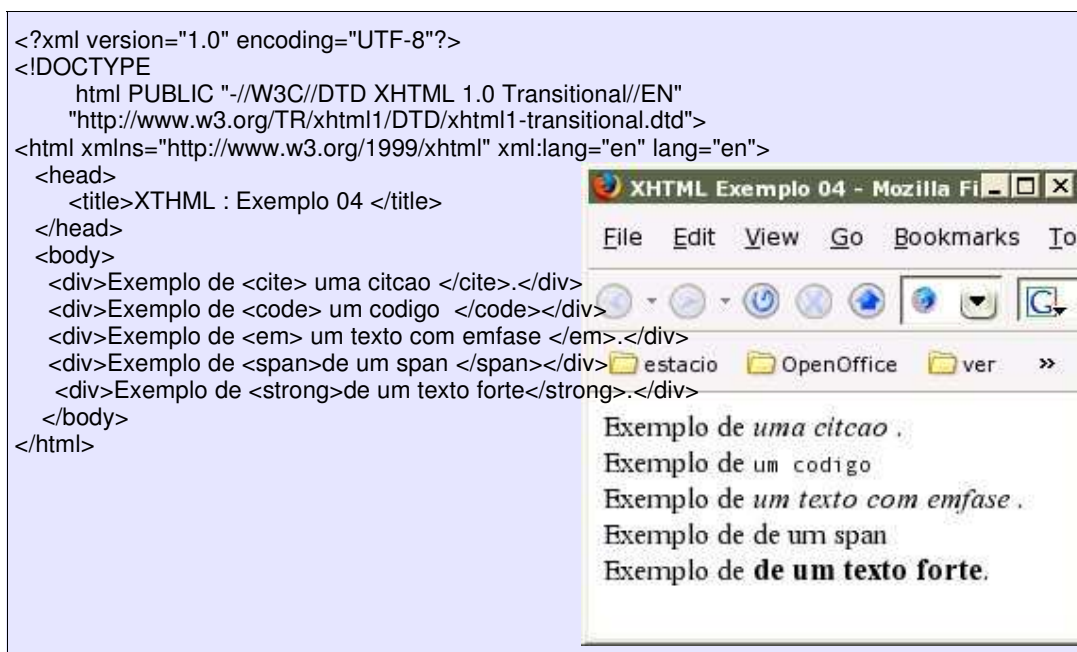 <?xml version="1.0" encoding="UTF-8"?>
<!DOCTYPE
html PUBLIC "-//W3C//DTD XHTML 1.0 Transitional//EN"
"http://www.w3.org/TR/xhtml1/DTD/xhtml1-transitional.dtd">
<html xmlns="http://www.w3.org/1999/xhtml" xml:lang="en" lang="en">
<head>
<title>XTHML : Exemplo 04 </title>
</head>
<body>
<div>Exemplo de <cite> uma citcao </cite>.</div>
<div>Exemplo de <code> um codigo  </code></div>
<div>Exemplo de <em> um texto com emfase </em>.</div>
<div>Exemplo de <span>de um span </span></div>
<div>Exemplo de <strong>de um texto forte</strong>.</div>
</body>
</html>
XHTML Exemplo 04 - Mozilla Fi
File Edit View Go Bookmarks To
G
estacio OpenOffice ver »
Exemplo de uma citcao .
Exemplo de um codigo
Exemplo de um texto com emfase .
Exemplo de de um span
Exemplo de de um texto forte.